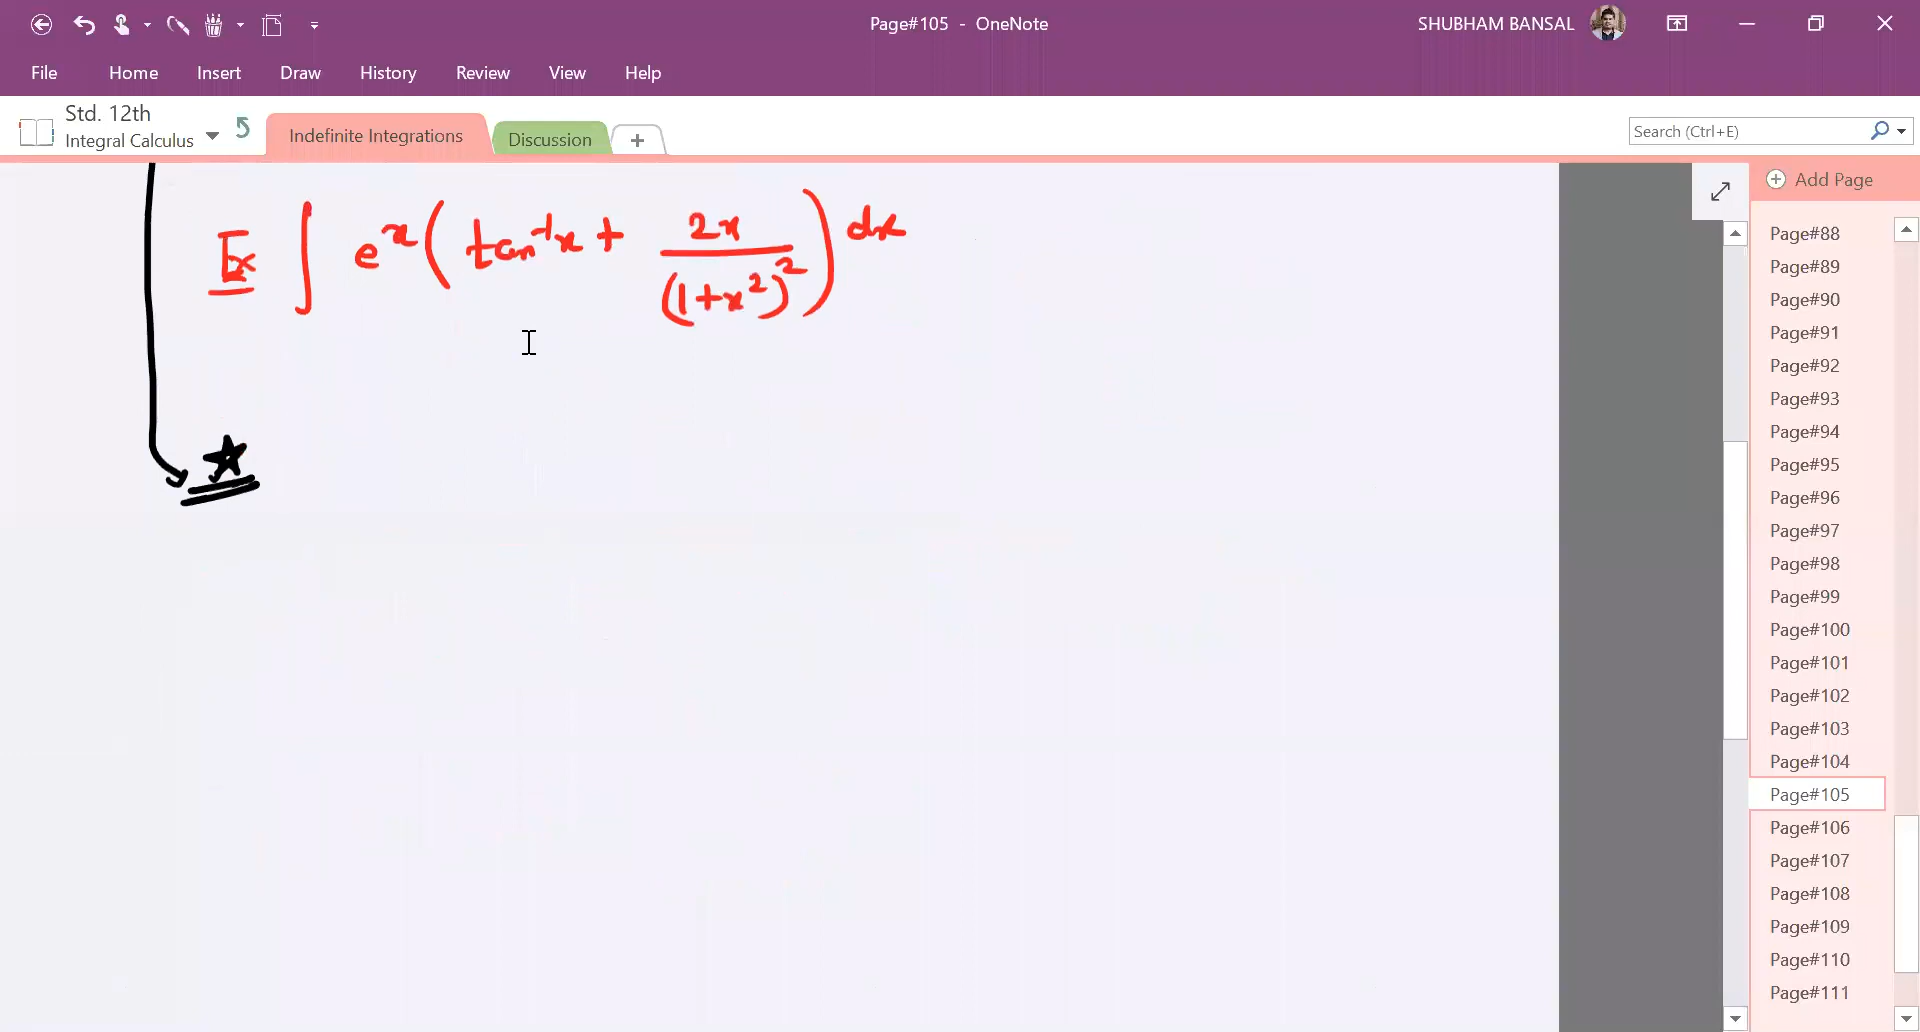 Page#105 - OneNote
SHUBHAM BANSAL
File Home Insert Draw History Review View Help
Std. 12th
Integral Calculus
Indefinite Integrations
Discussion
+
Search (Ctrl+E)
Add Page
Ex ∫ e^x ( tan^-1 x + 2x/(1+x^2)^2 ) dx
Page#88
Page#89
Page#90
Page#91
Page#92
Page#93
Page#94
Page#95
Page#96
Page#97
Page#98
Page#99
Page#100
Page#101
Page#102
Page#103
Page#104
Page#105
Page#106
Page#107
Page#108
Page#109
Page#110
Page#111